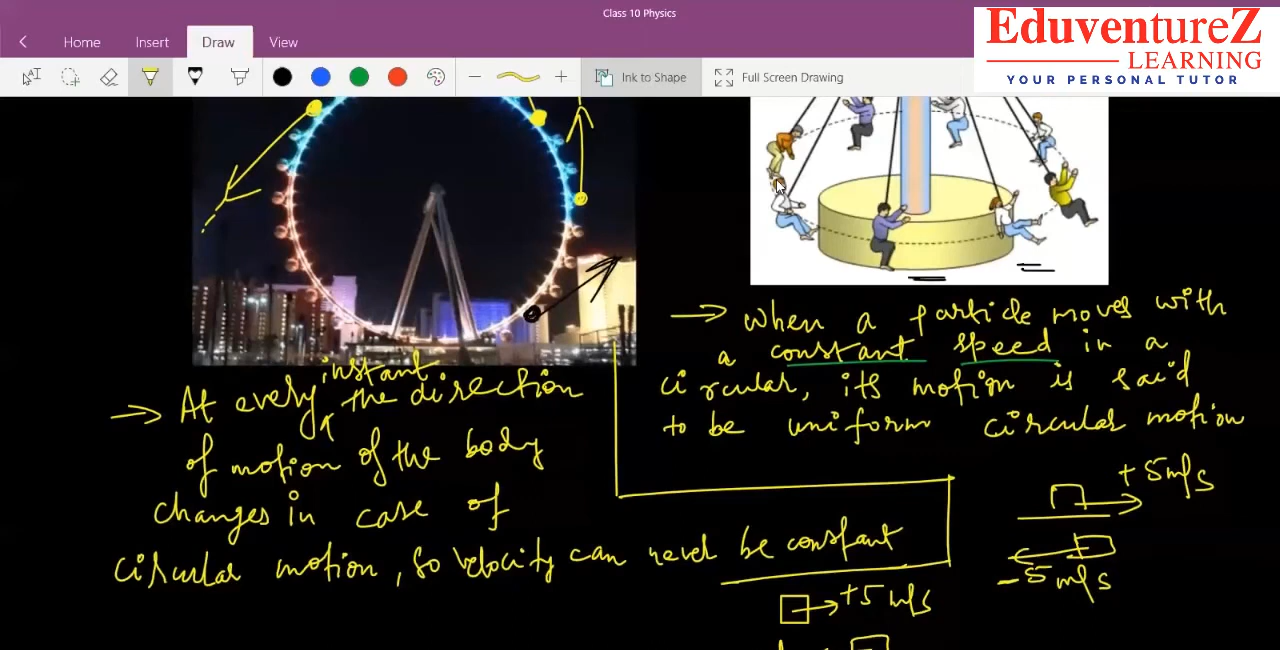 Class 10 Physics
EduventureZ
LEARNING
YOUR PERSONAL TUTOR
Home Insert Draw View
Ink to Shape Full Screen Drawing
→ When a particle moves with
a constant speed in a
circular, its motion is said
to be uniform circular motion
→ At every instant the direction
of motion of the body
changes in case of
circular motion, so velocity can never be constant
+5m/s
-5m/s
+5m/s